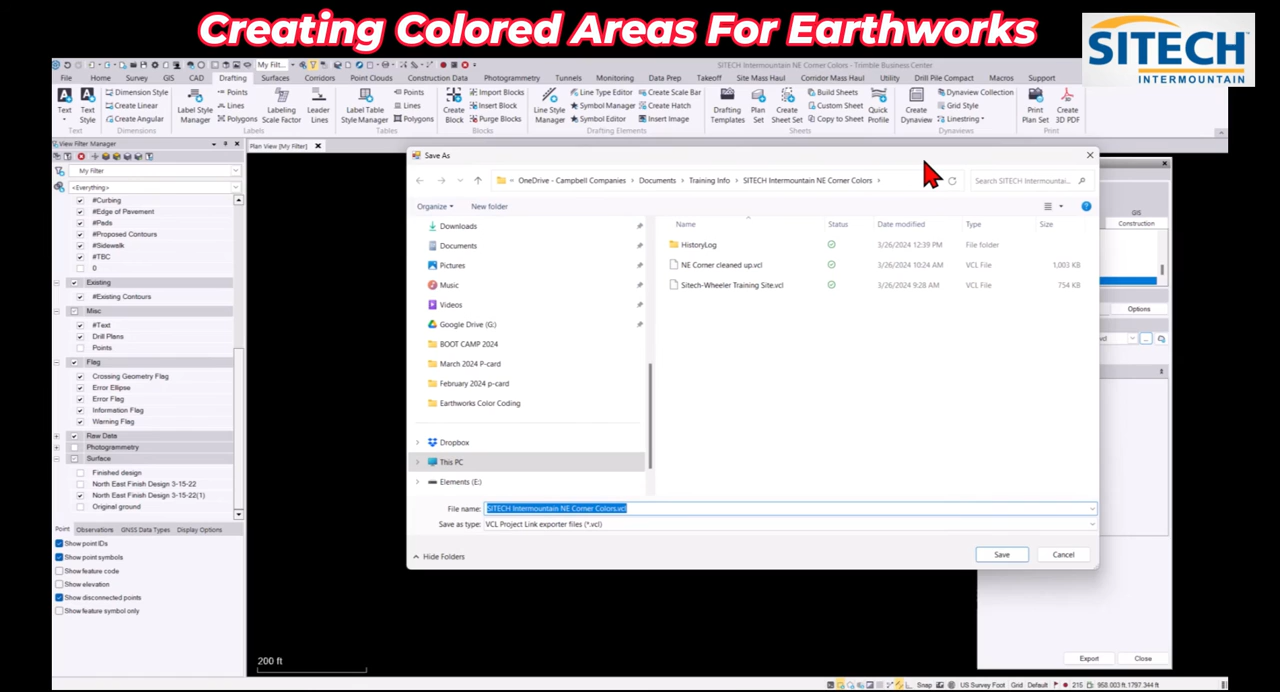 Creating Colored Areas For Earthworks
SITECH
INTERMOUNTAIN
SITECH Intermountain NE Corner Colors - Trimble Business Center
File Home Survey GIS CAD Drafting Surfaces Corridors Point Clouds Construction Data Photogrammetry Tunnels Monitoring Data Prep Takeoff Site Mass Haul Corridor Mass Haul Utility Drill Pile Compact Macros Support
My Filt...
Text
Text Style
Dimension Style
Create Linear
Create Angular
Dimensions
Label Style Manager
Points
Lines
Polygons
Labeling Scale Factor
Leader Lines
Labels
Label Table Style Manager
Points
Lines
Polygons
Tables
Create Block
Import Blocks
Insert Block
Purge Blocks
Blocks
Line Style Manager
Line Type Editor
Symbol Manager
Symbol Editor
Create Scale Bar
Create Hatch
Insert Image
Drafting Elements
Drafting Templates
Plan Set
Create Sheet Set
Build Sheets
Custom Sheet
Copy to Sheet
Quick Profile
Sheets
Create Dynaview
Dynaview Collection
Grid Style
Linestring
Dynaviews
Print Plan Set
Create 3D PDF
Print
View Filter Manager
My Filter
<Everything>
#Curbing
#Edge of Pavement
#Pads
#Proposed Contours
#Sidewalk
#TBC
0
Existing
#Existing Contours
Misc
#Text
Drill Plans
Points
Flag
Crossing Geometry Flag
Error Ellipse
Error Flag
Information Flag
Warning Flag
Raw Data
Photogrammetry
Surface
Finished design
North East Finish Design 3-15-22
North East Finish Design 3-15-22(1)
Original ground
Point Observations GNSS Data Types Display Options
Show point IDs
Show point symbols
Show feature code
Show elevation
Show disconnected points
Show feature symbol only
Plan View [My Filter]
Save As
OneDrive - Campbell Companies > Documents > Training Info > SITECH Intermountain NE Corner Colors >
Search SITECH Intermountai...
Organize New folder
Downloads
Documents
Pictures
Music
Videos
Google Drive (G:)
BOOT CAMP 2024
March 2024 P-card
February 2024 p-card
Earthworks Color Coding
Dropbox
This PC
Elements (E:)
Name Status Date modified Type Size
HistoryLog 3/26/2024 12:39 PM File folder
NE Corner cleaned up.vcl 3/26/2024 10:24 AM VCL File 1,003 KB
Sitech-Wheeler Training Site.vcl 3/26/2024 9:28 AM VCL File 754 KB
File name: SITECH Intermountain NE Corner Colors.vcl
Save as type: VCL Project Link exporter files (*.vcl)
Hide Folders
Save Cancel
GIS
Construction
Options
Export Close
200 ft
Snap US Survey Foot Grid Default 215 958.003 ft,1797.344 ft